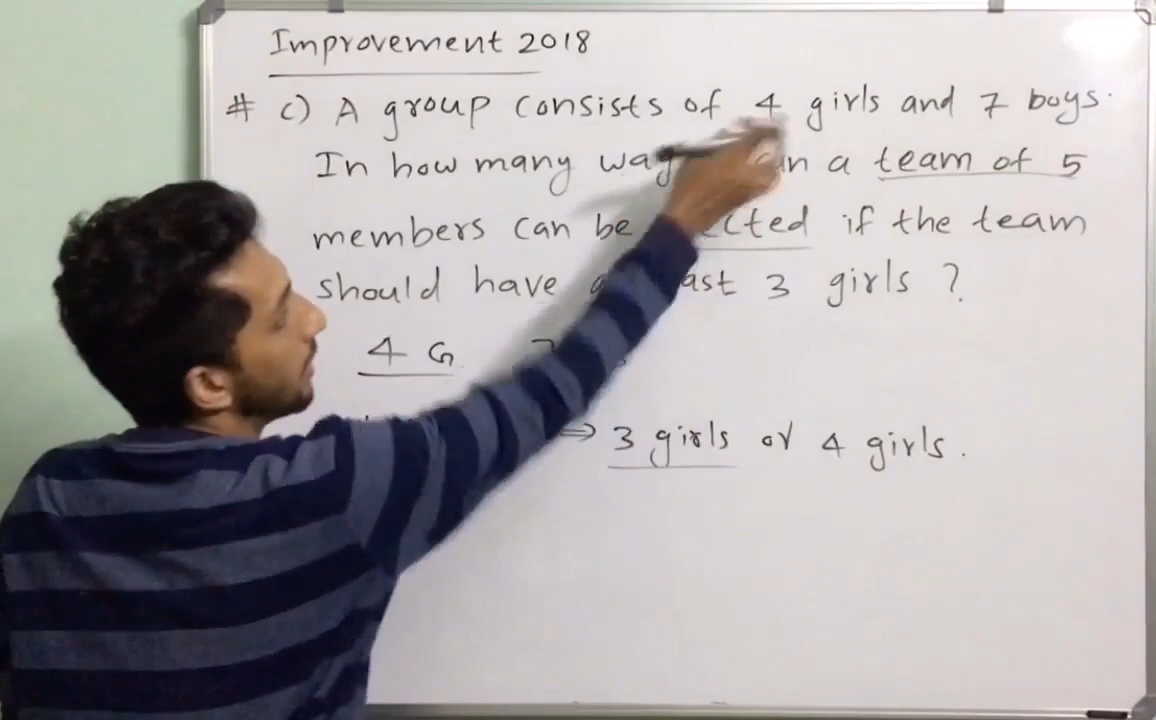 Improvement 2018
# c) A group consists of 4 girls and 7 boys.
In how many a team of 5
members can be if the team
should have 3 girls ?
4 G
⇒ 3 girls or 4 girls.